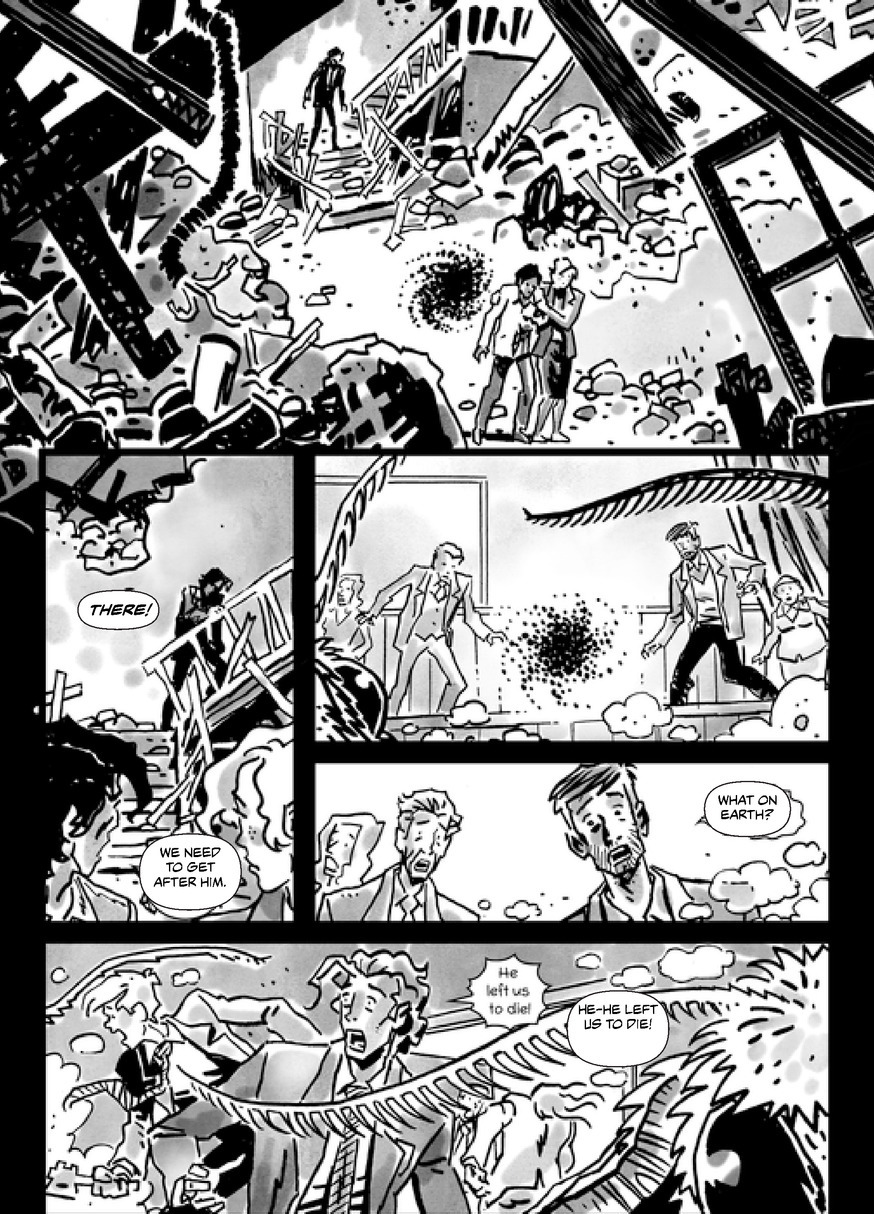 THERE!
WE NEED
TO GET
AFTER HIM.
WHAT ON
EARTH?
He
left us
to die!
HE-HE LEFT
US TO DIE!